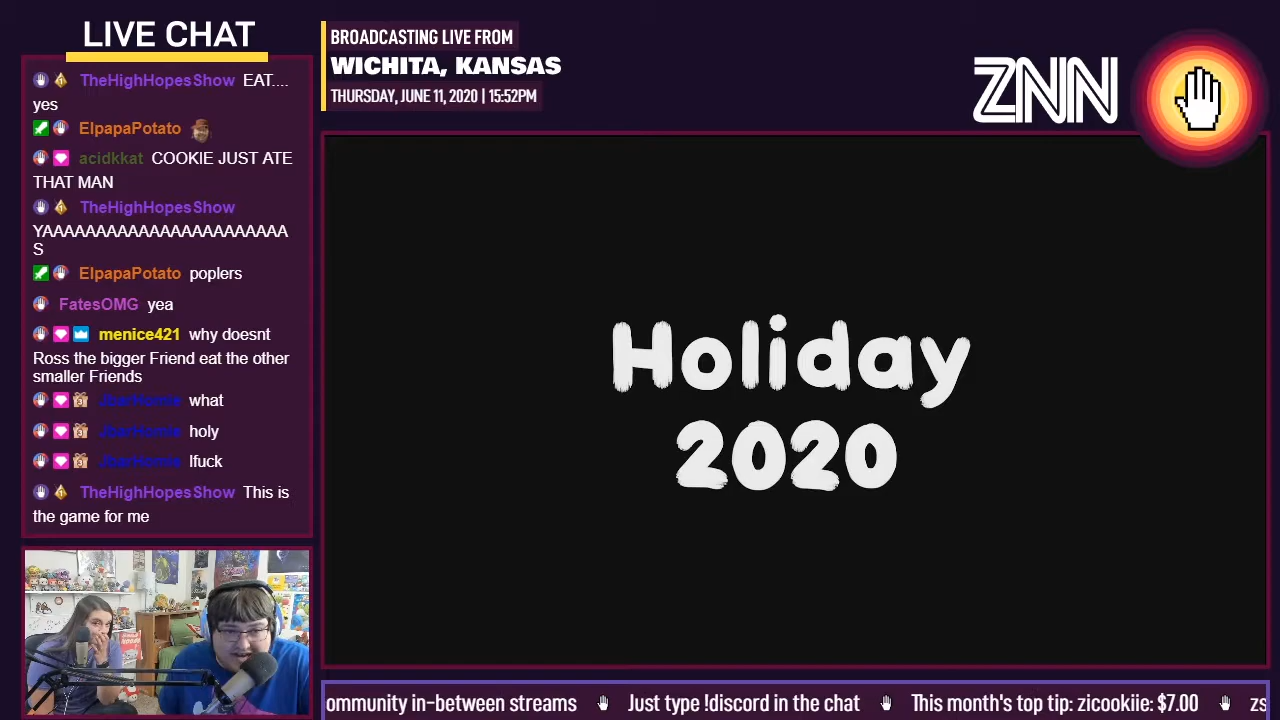 LIVE CHAT
TheHighHopesShow EAT....
yes
ElpapaPotato
acidkkat COOKIE JUST ATE
THAT MAN
TheHighHopesShow
YAAAAAAAAAAAAAAAAAAAAAAA
S
ElpapaPotato poplers
FatesOMG yea
menice421 why doesnt
Ross the bigger Friend eat the other
smaller Friends
what
holy
lfuck
TheHighHopesShow This is
the game for me
BROADCASTING LIVE FROM
WICHITA, KANSAS
THURSDAY, JUNE 11, 2020 | 15:52PM
ZNN
Holiday
2020
ommunity in-between streams Just type !discord in the chat This month's top tip: zicookiie: $7.00 zs